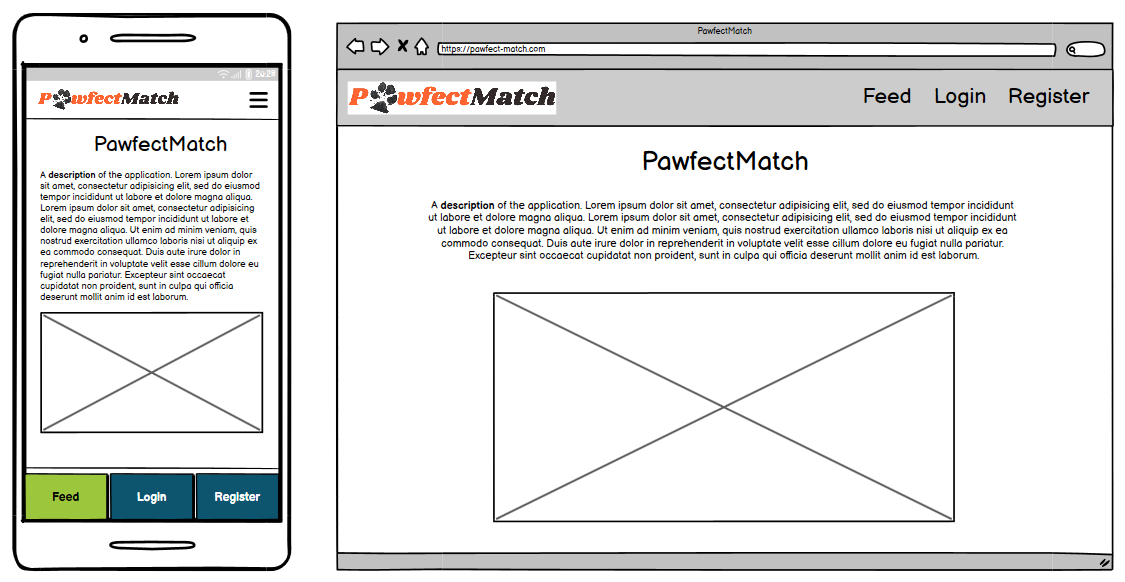 20:28
PawfectMatch
PawfectMatch
A description of the application. Lorem ipsum dolor
sit amet, consectetur adipisicing elit, sed do eiusmod
tempor incididunt ut labore et dolore magna aliqua.
Lorem ipsum dolor sit amet, consectetur adipisicing
elit, sed do eiusmod tempor incididunt ut labore et
dolore magna aliqua. Ut enim ad minim veniam, quis
nostrud exercitation ullamco laboris nisi ut aliquip ex
ea commodo consequat. Duis aute irure dolor in
reprehenderit in voluptate velit esse cillum dolore eu
fugiat nulla pariatur. Excepteur sint occaecat
cupidatat non proident, sunt in culpa qui officia
deserunt mollit anim id est laborum.
Feed
Login
Register
PawfectMatch
https://pawfect-match.com
PawfectMatch
Feed
Login
Register
PawfectMatch
A description of the application. Lorem ipsum dolor sit amet, consectetur adipisicing elit, sed do eiusmod tempor incididunt
ut labore et dolore magna aliqua. Lorem ipsum dolor sit amet, consectetur adipisicing elit, sed do eiusmod tempor incididunt
ut labore et dolore magna aliqua. Ut enim ad minim veniam, quis nostrud exercitation ullamco laboris nisi ut aliquip ex ea
commodo consequat. Duis aute irure dolor in reprehenderit in voluptate velit esse cillum dolore eu fugiat nulla pariatur.
Excepteur sint occaecat cupidatat non proident, sunt in culpa qui officia deserunt mollit anim id est laborum.